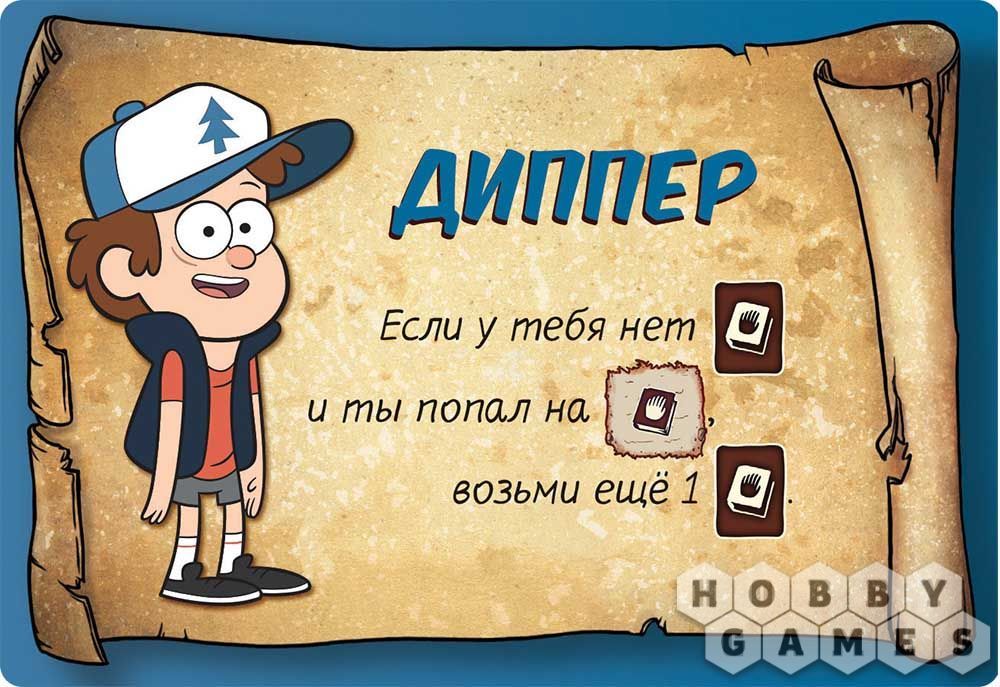 ДИППЕР
Если у тебя нет
и ты попал на ,
возьми ещё 1 .
HOBBY
GAMES